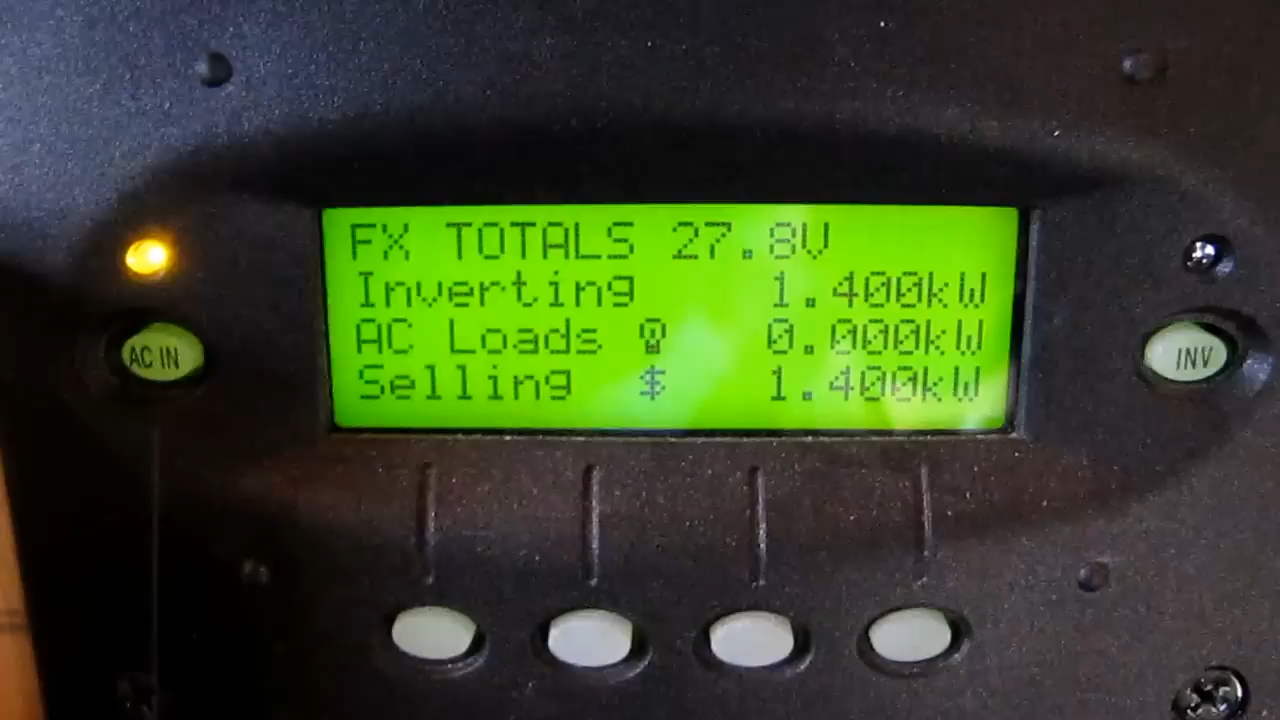 FX TOTALS 27.8V
Inverting 1.400kW
AC Loads 0.000kW
Selling $ 1.400kW
AC IN
INV